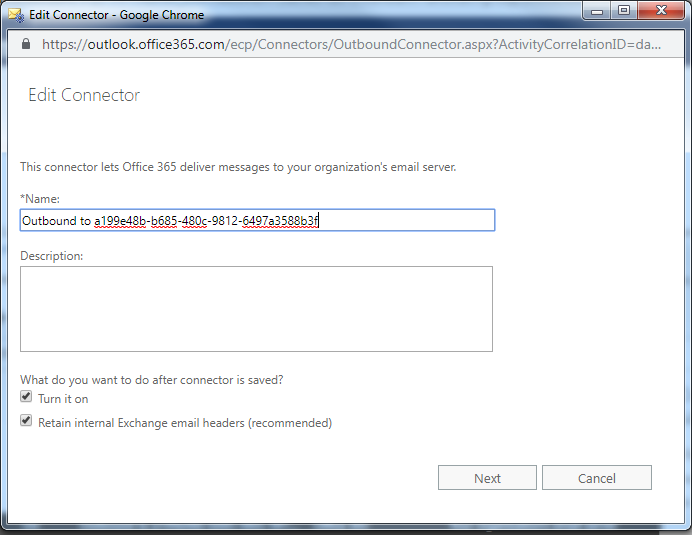 Edit Connector - Google Chrome
https://outlook.office365.com/ecp/Connectors/OutboundConnector.aspx?ActivityCorrelationID=da...
Edit Connector
This connector lets Office 365 deliver messages to your organization's email server.
*Name:
Outbound to a199e48b-b685-480c-9812-6497a3588b3f
Description:
What do you want to do after connector is saved?
Turn it on
Retain internal Exchange email headers (recommended)
Next Cancel